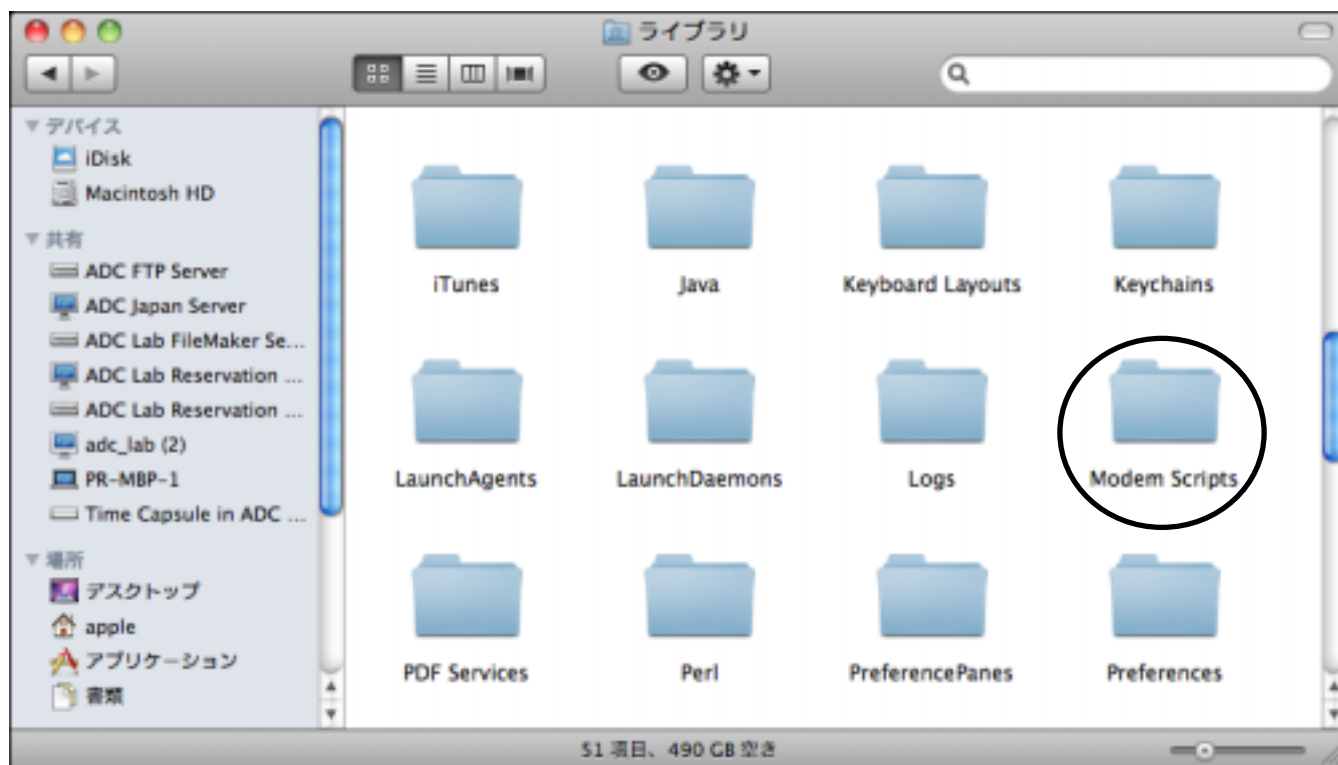 ライブラリ
デバイス
iDisk
Macintosh HD
共有
ADC FTP Server
ADC Japan Server
ADC Lab FileMaker Se...
ADC Lab Reservation ...
ADC Lab Reservation ...
adc_lab (2)
PR-MBP-1
Time Capsule in ADC ...
場所
デスクトップ
apple
アプリケーション
書類
iTunes
Java
Keyboard Layouts
Keychains
LaunchAgents
LaunchDaemons
Logs
Modem Scripts
PDF Services
Perl
PreferencePanes
Preferences
51 項目、490 GB 空き